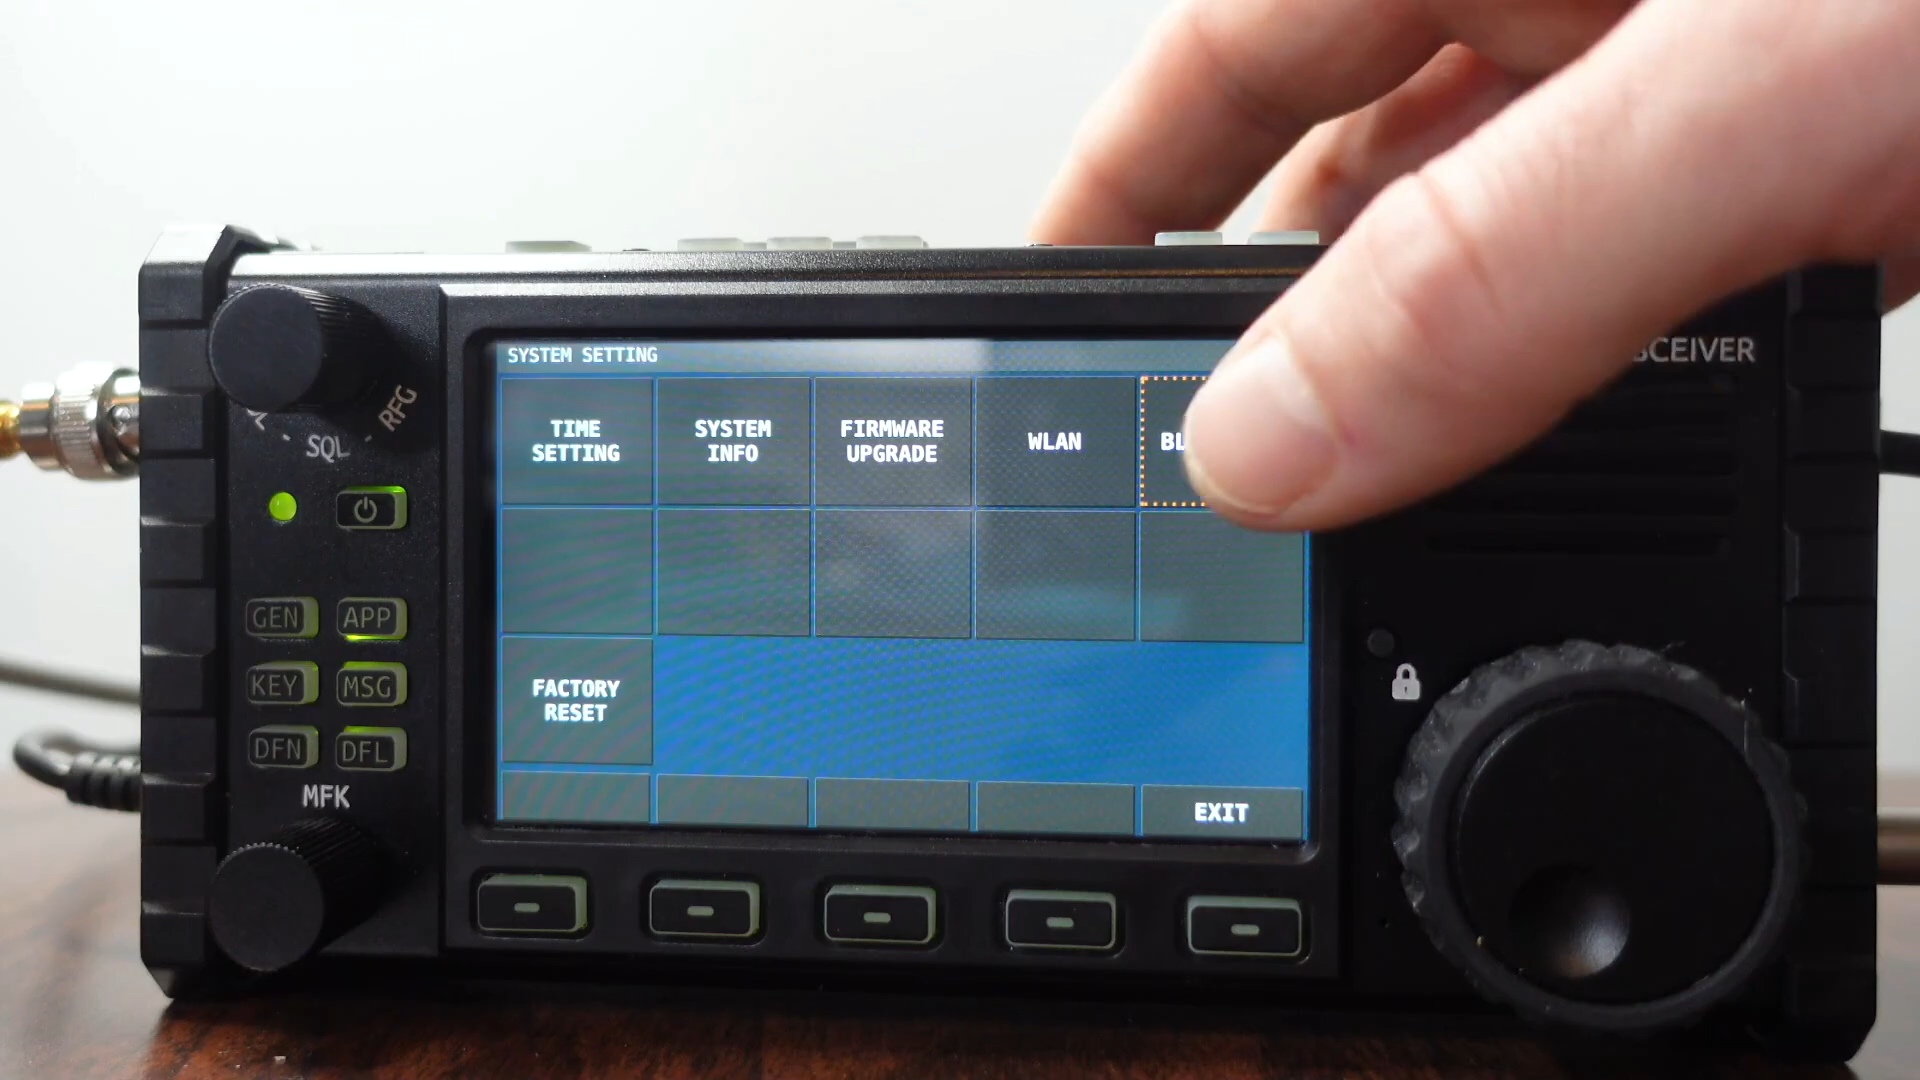 SYSTEM SETTING
TIME
SETTING
SYSTEM
INFO
FIRMWARE
UPGRADE
WLAN
FACTORY
RESET
EXIT
RFG
SQL
GEN
APP
KEY
MSG
DFN
DFL
MFK